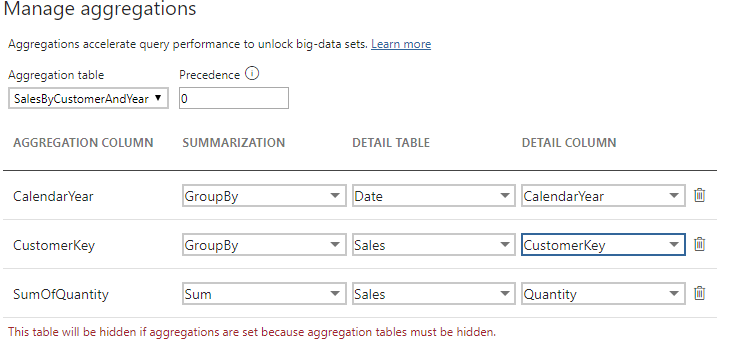 Manage aggregations
Aggregations accelerate query performance to unlock big-data sets. Learn more
Aggregation table Precedence
SalesByCustomerAndYear 0
AGGREGATION COLUMN SUMMARIZATION DETAIL TABLE DETAIL COLUMN
CalendarYear GroupBy Date CalendarYear
CustomerKey GroupBy Sales CustomerKey
SumOfQuantity Sum Sales Quantity
This table will be hidden if aggregations are set because aggregation tables must be hidden.